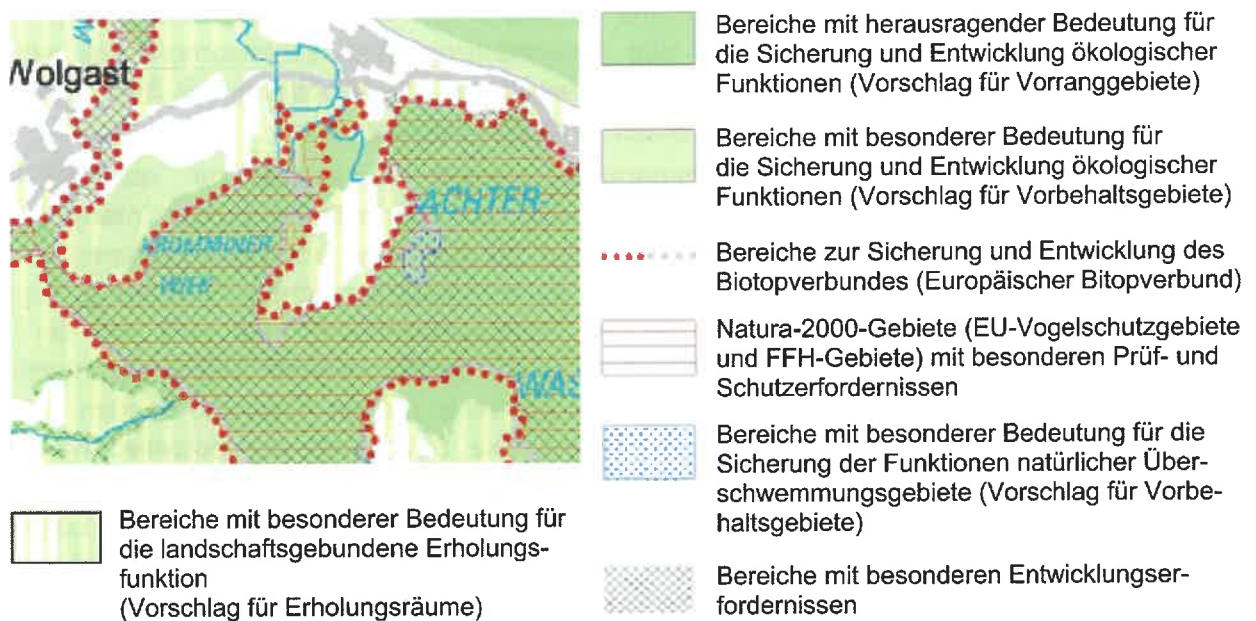 Wolgast
KRUMMINER
WIEK
ACHTER-
WAS
Bereiche mit besonderer Bedeutung für
die landschaftsgebundene Erholungs-
funktion
(Vorschlag für Erholungsräume)
Bereiche mit herausragender Bedeutung für
die Sicherung und Entwicklung ökologischer
Funktionen (Vorschlag für Vorranggebiete)
Bereiche mit besonderer Bedeutung für
die Sicherung und Entwicklung ökologischer
Funktionen (Vorschlag für Vorbehaltsgebiete)
Bereiche zur Sicherung und Entwicklung des
Biotopverbundes (Europäischer Bitopverbund)
Natura-2000-Gebiete (EU-Vogelschutzgebiete
und FFH-Gebiete) mit besonderen Prüf- und
Schutzerfordernissen
Bereiche mit besonderer Bedeutung für die
Sicherung der Funktionen natürlicher Über-
schwemmungsgebiete (Vorschlag für Vorbe-
haltsgebiete)
Bereiche mit besonderen Entwicklungser-
fordernissen